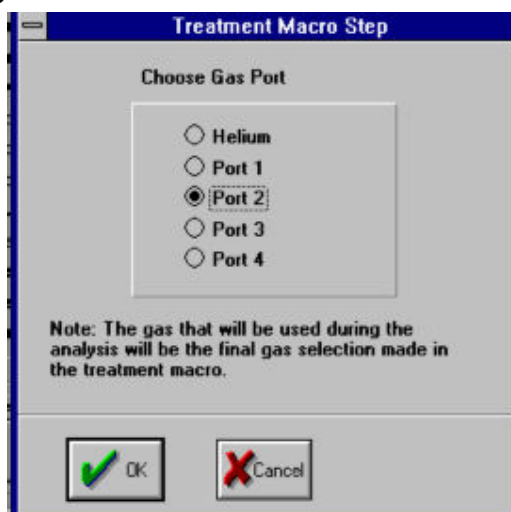 Treatment Macro Step
Choose Gas Port
Helium
Port 1
Port 2
Port 3
Port 4
Note: The gas that will be used during the
analysis will be the final gas selection made in
the treatment macro.
OK
Cancel